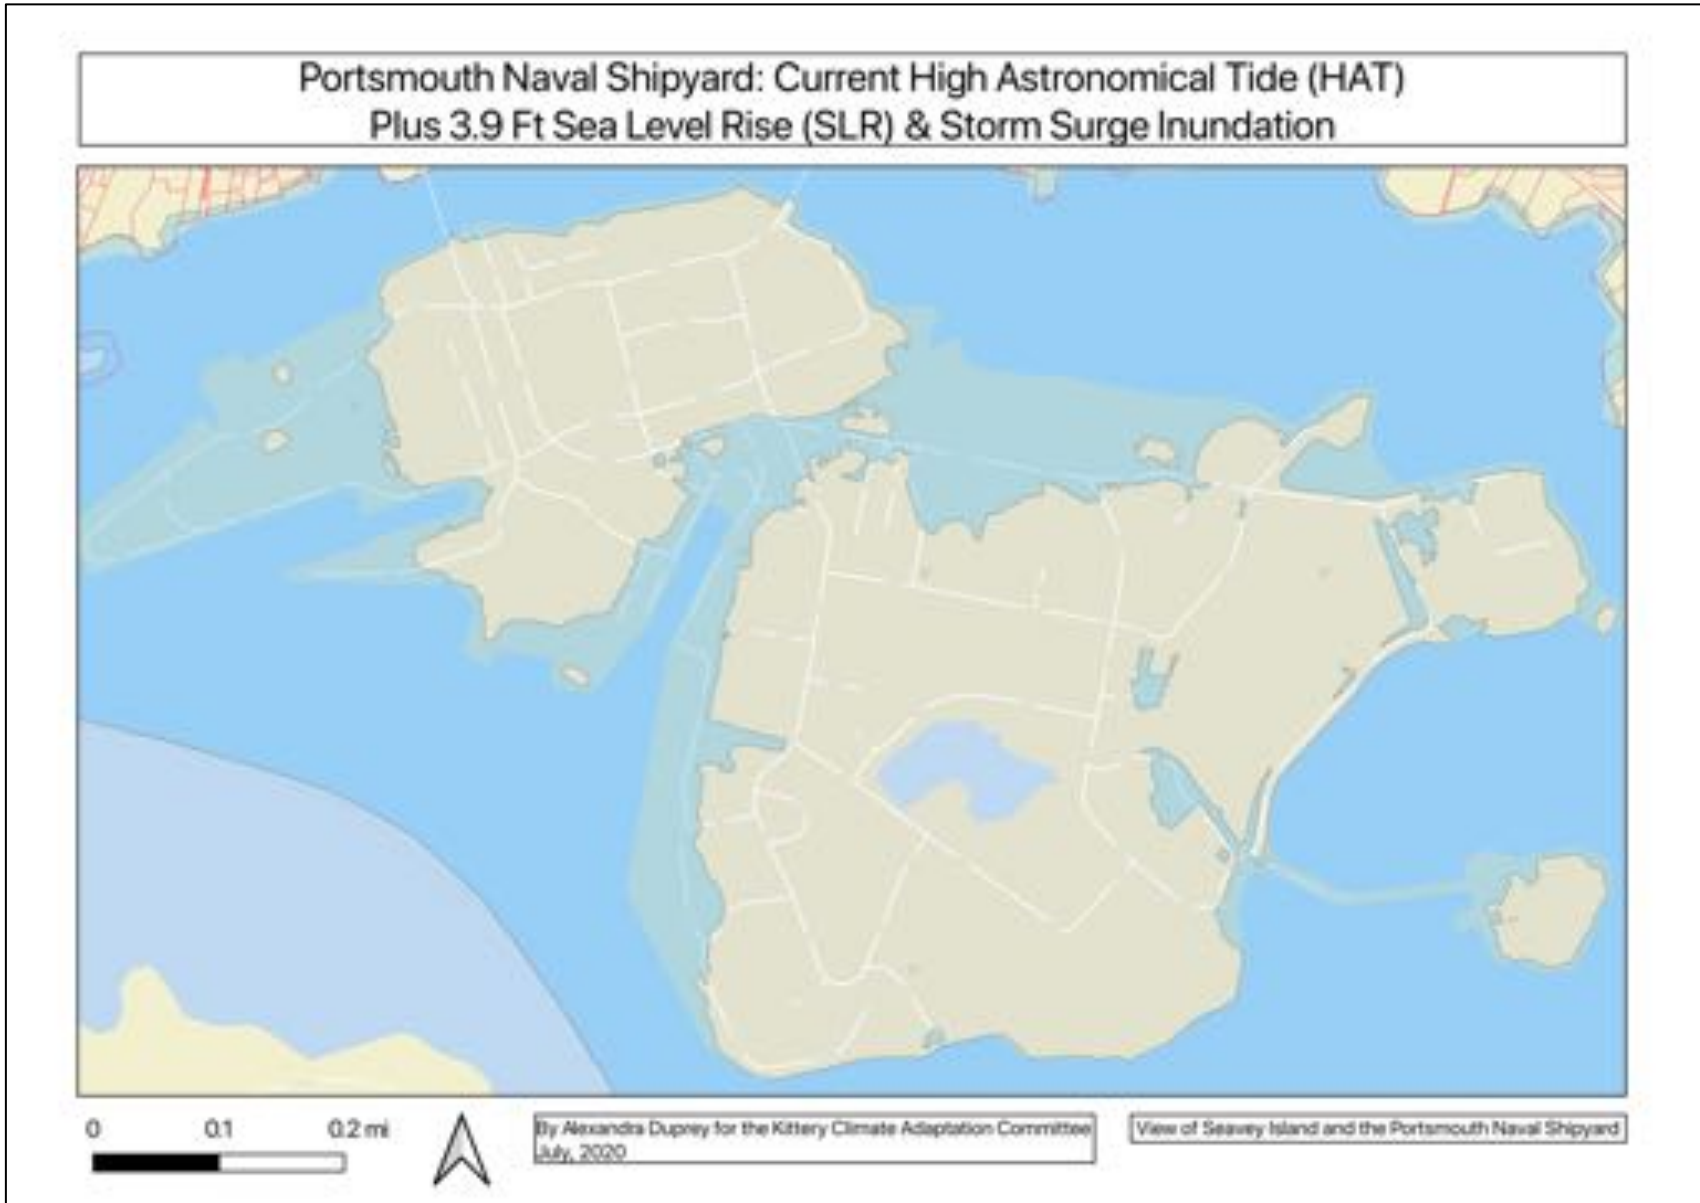 Portsmouth Naval Shipyard: Current High Astronomical Tide (HAT)
Plus 3.9 Ft Sea Level Rise (SLR) & Storm Surge Inundation
0 0.1 0.2 mi
By Alexandra Duprey for the Kittery Climate Adaptation Committee
July, 2020
View of Seavey Island and the Portsmouth Naval Shipyard